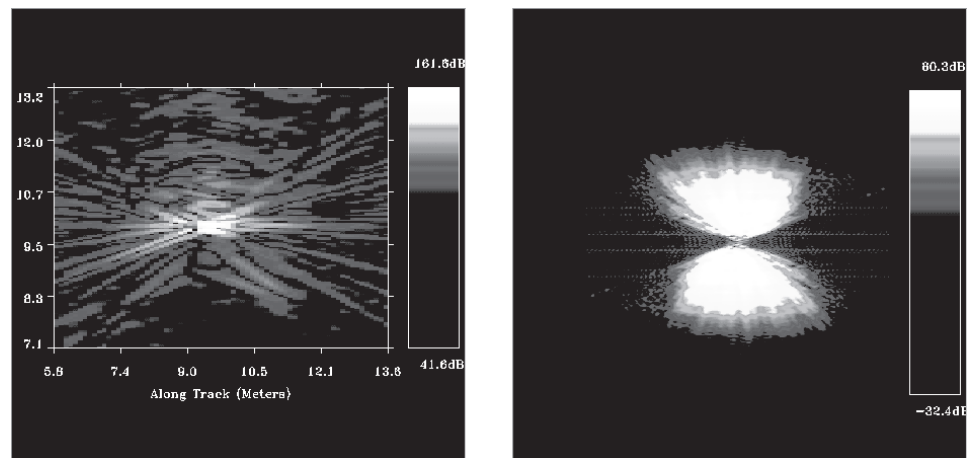 161.6dB
13.2
12.0
10.7
9.5
8.3
7.1
41.6dB
5.8 7.4 9.0 10.5 12.1 13.6
Along Track (Meters)
80.3dB
-32.4dB